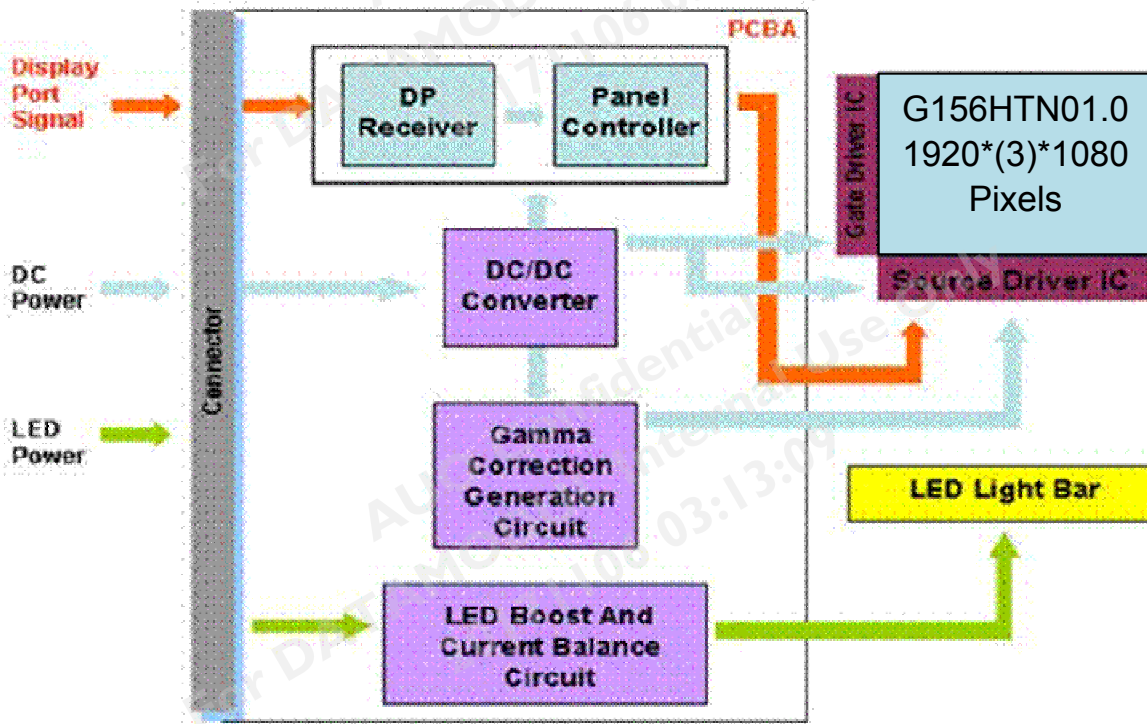 PCBA
Display
Port
Signal
DP
Receiver
Panel
Controller
G156HTN01.0
1920*(3)*1080
Pixels
Gate Driver IC
Source Driver IC
DC
Power
DC/DC
Converter
Connector
LED
Power
Gamma
Correction
Generation
Circuit
LED Light Bar
LED Boost And
Current Balance
Circuit